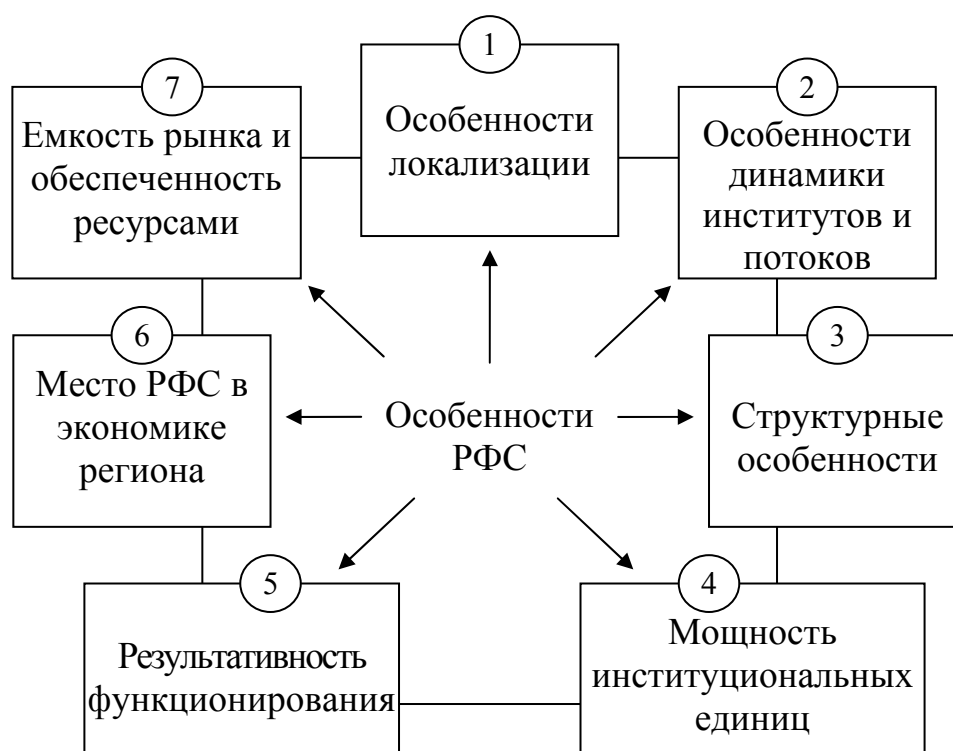 1
Особенности
локализации
2
Особенности
динамики
институтов и
потоков
3
Структурные
особенности
4
Мощность
институциональных
единиц
5
Результативность
функционирования
6
Место РФС в
экономике
региона
7
Емкость рынка и
обеспеченность
ресурсами
Особенности
РФС